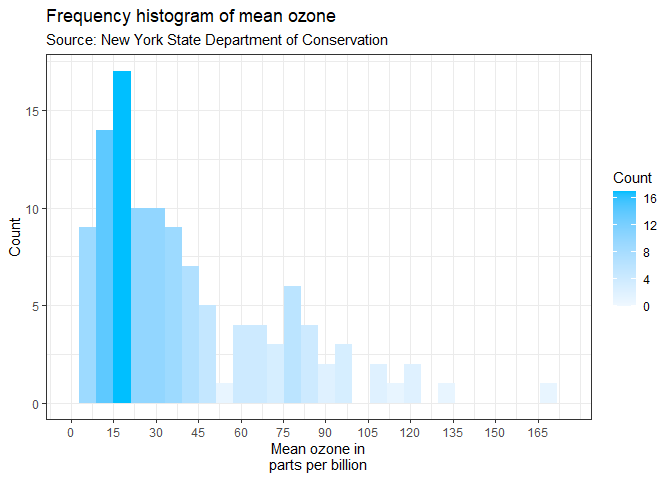 Frequency histogram of mean ozone
Source: New York State Department of Conservation
15
10
5
0
Count
0 15 30 45 60 75 90 105 120 135 150 165
Mean ozone in
parts per billion
Count
16
12
8
4
0